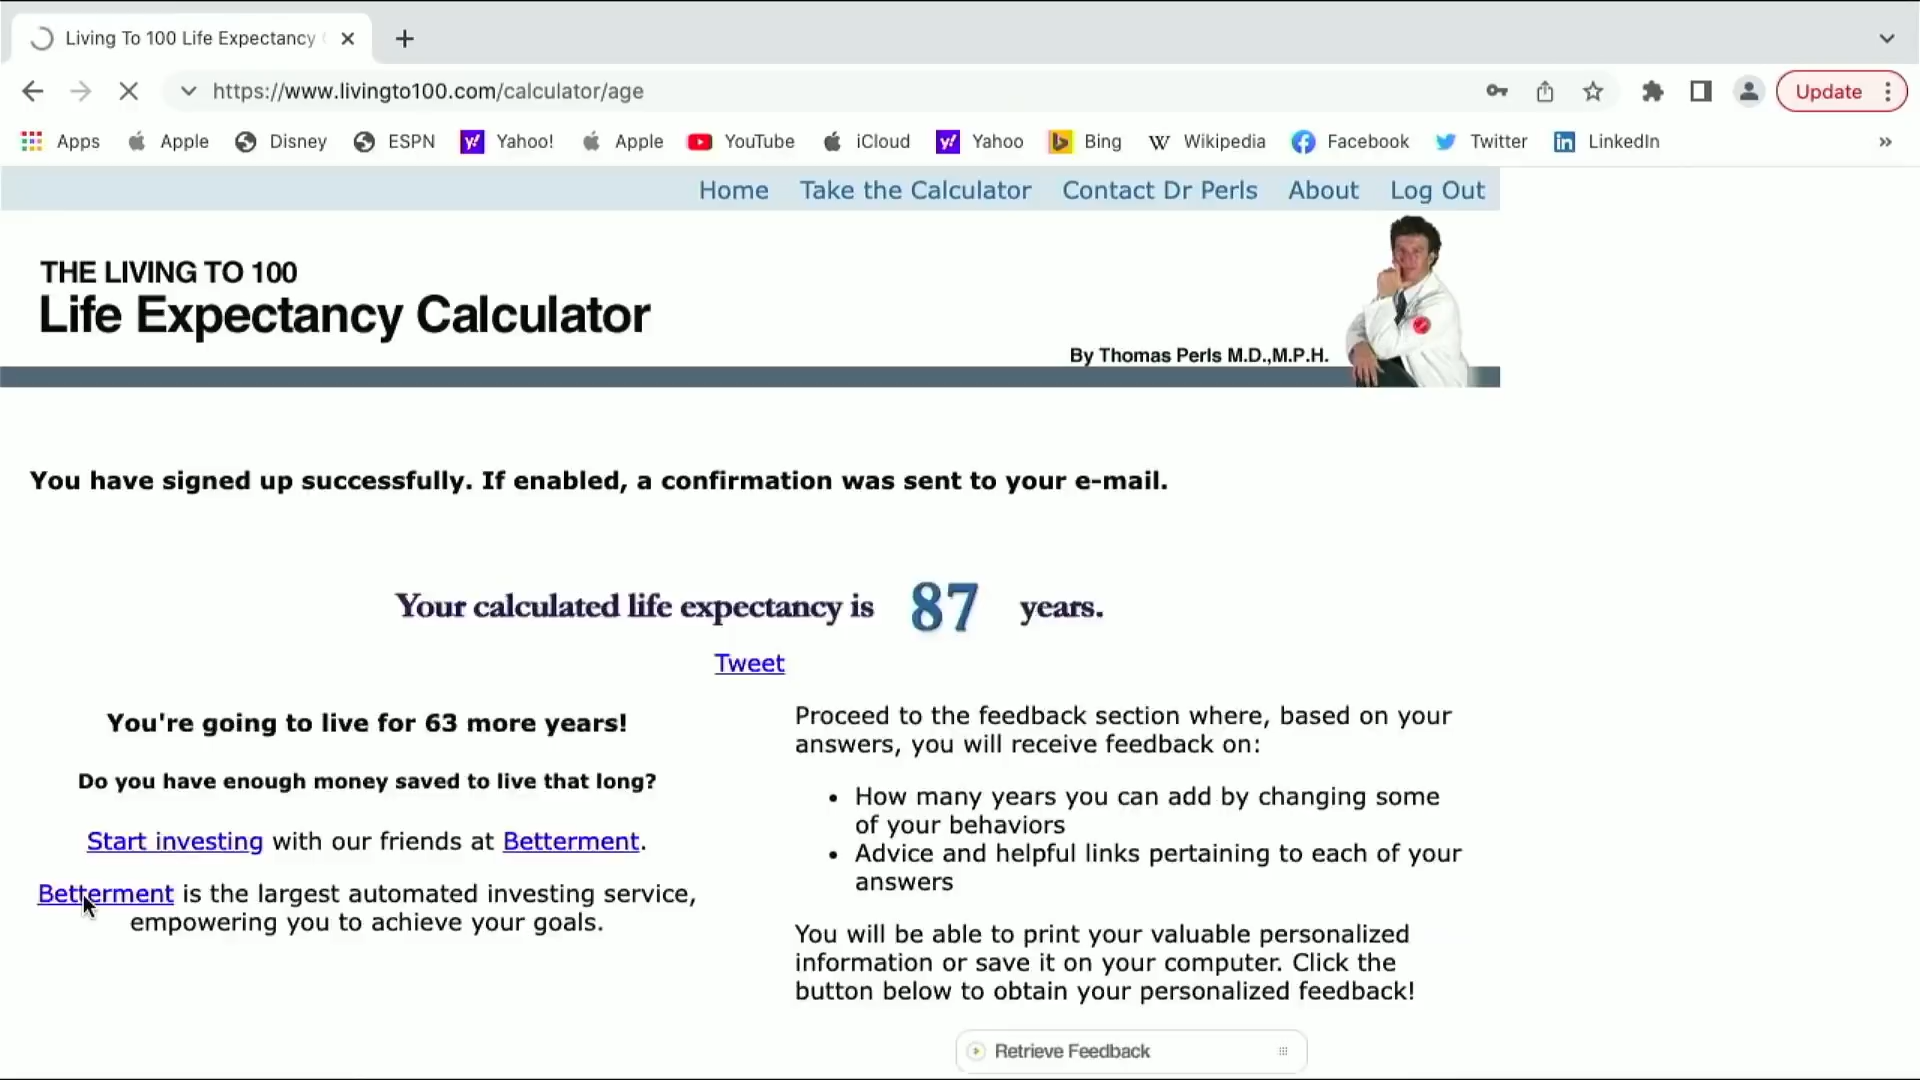 Living To 100 Life Expectancy
https://www.livingto100.com/calculator/age
Update
Apps Apple Disney ESPN Yahoo! Apple YouTube iCloud Yahoo Bing Wikipedia Facebook Twitter LinkedIn
Home Take the Calculator Contact Dr Perls About Log Out
THE LIVING TO 100
Life Expectancy Calculator
By Thomas Perls M.D.,M.P.H.
You have signed up successfully. If enabled, a confirmation was sent to your e-mail.
Your calculated life expectancy is 87 years.
Tweet
You're going to live for 63 more years!
Do you have enough money saved to live that long?
Start investing with our friends at Betterment.
Betterment is the largest automated investing service,
empowering you to achieve your goals.
Proceed to the feedback section where, based on your
answers, you will receive feedback on:
• How many years you can add by changing some
of your behaviors
• Advice and helpful links pertaining to each of your
answers
You will be able to print your valuable personalized
information or save it on your computer. Click the
button below to obtain your personalized feedback!
Retrieve Feedback